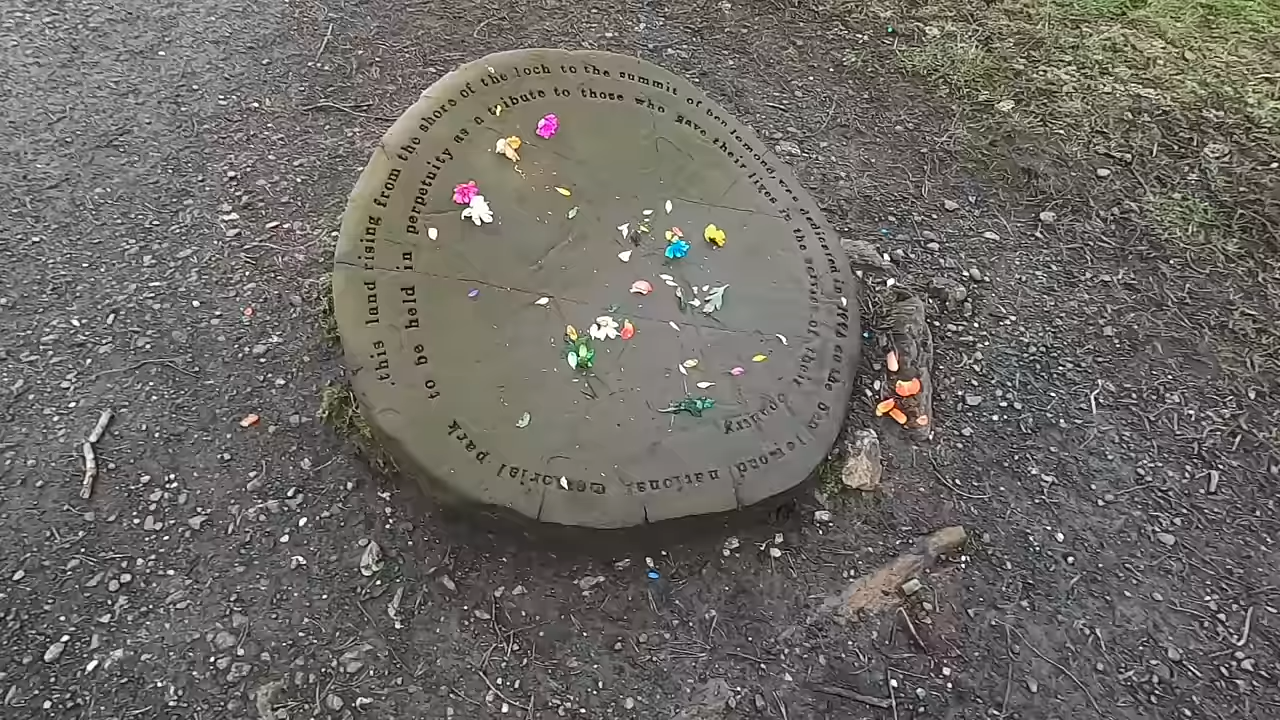 this land rising from the shore of the loch to the summit of ben lomond, was dedicated in 1995 as the ben lomond national memorial park
to be held in perpetuity as a tribute to those who gave their lives in the service of their country